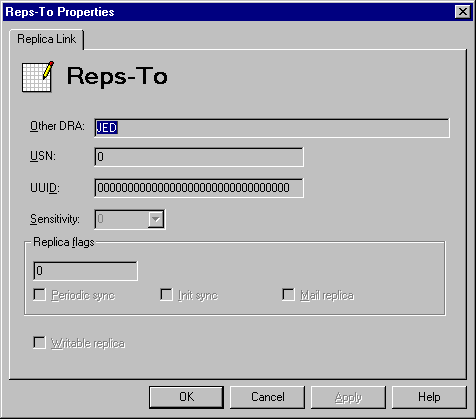 Reps-To Properties
Replica Link
Reps-To
Other DRA: JED
USN: 0
UUID: 00000000000000000000000000000000
Sensitivity: 0
Replica flags
0
Periodic sync Init sync Mail replica
Writable replica
OK Cancel Apply Help